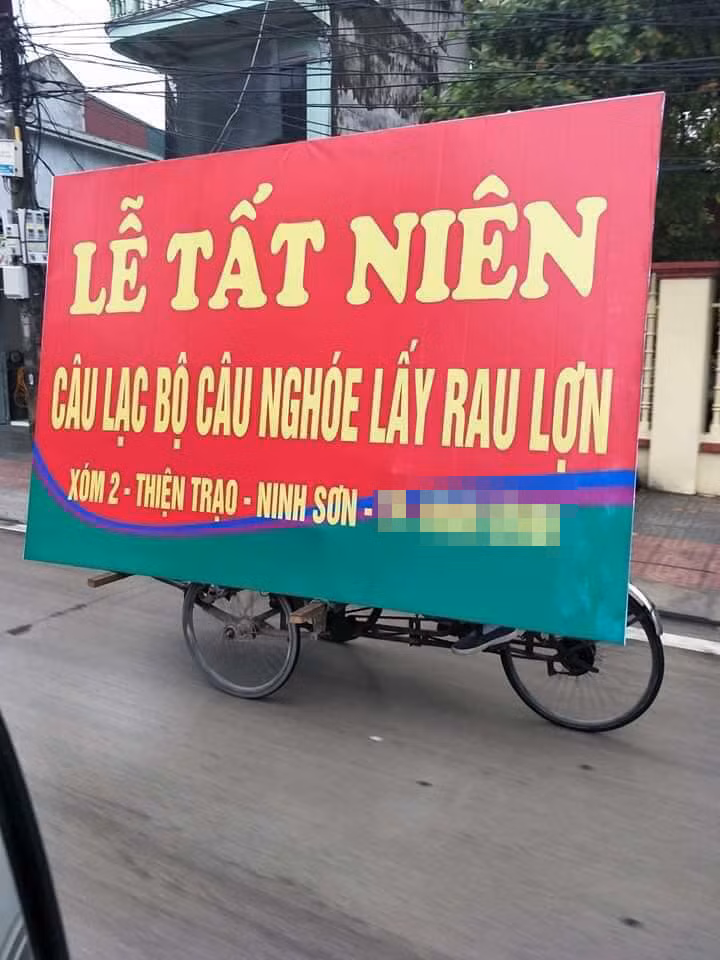 LỄ TẤT NIÊN
CÂU LẠC BỘ CÂU NGHÓE LẤY RAU LỢN
XÓM 2 - THIỆN TRẠO - NINH SƠN -